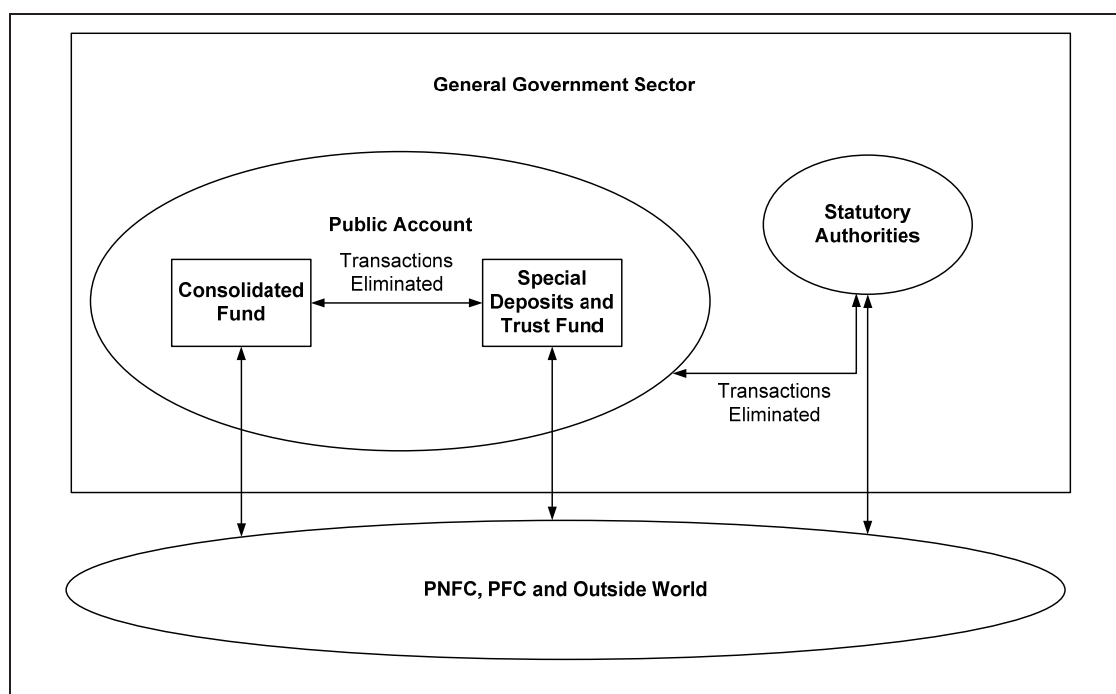 General Government Sector
Public Account
Transactions
Eliminated
Consolidated
Fund
Special
Deposits and
Trust Fund
Statutory
Authorities
Transactions
Eliminated
PNFC, PFC and Outside World